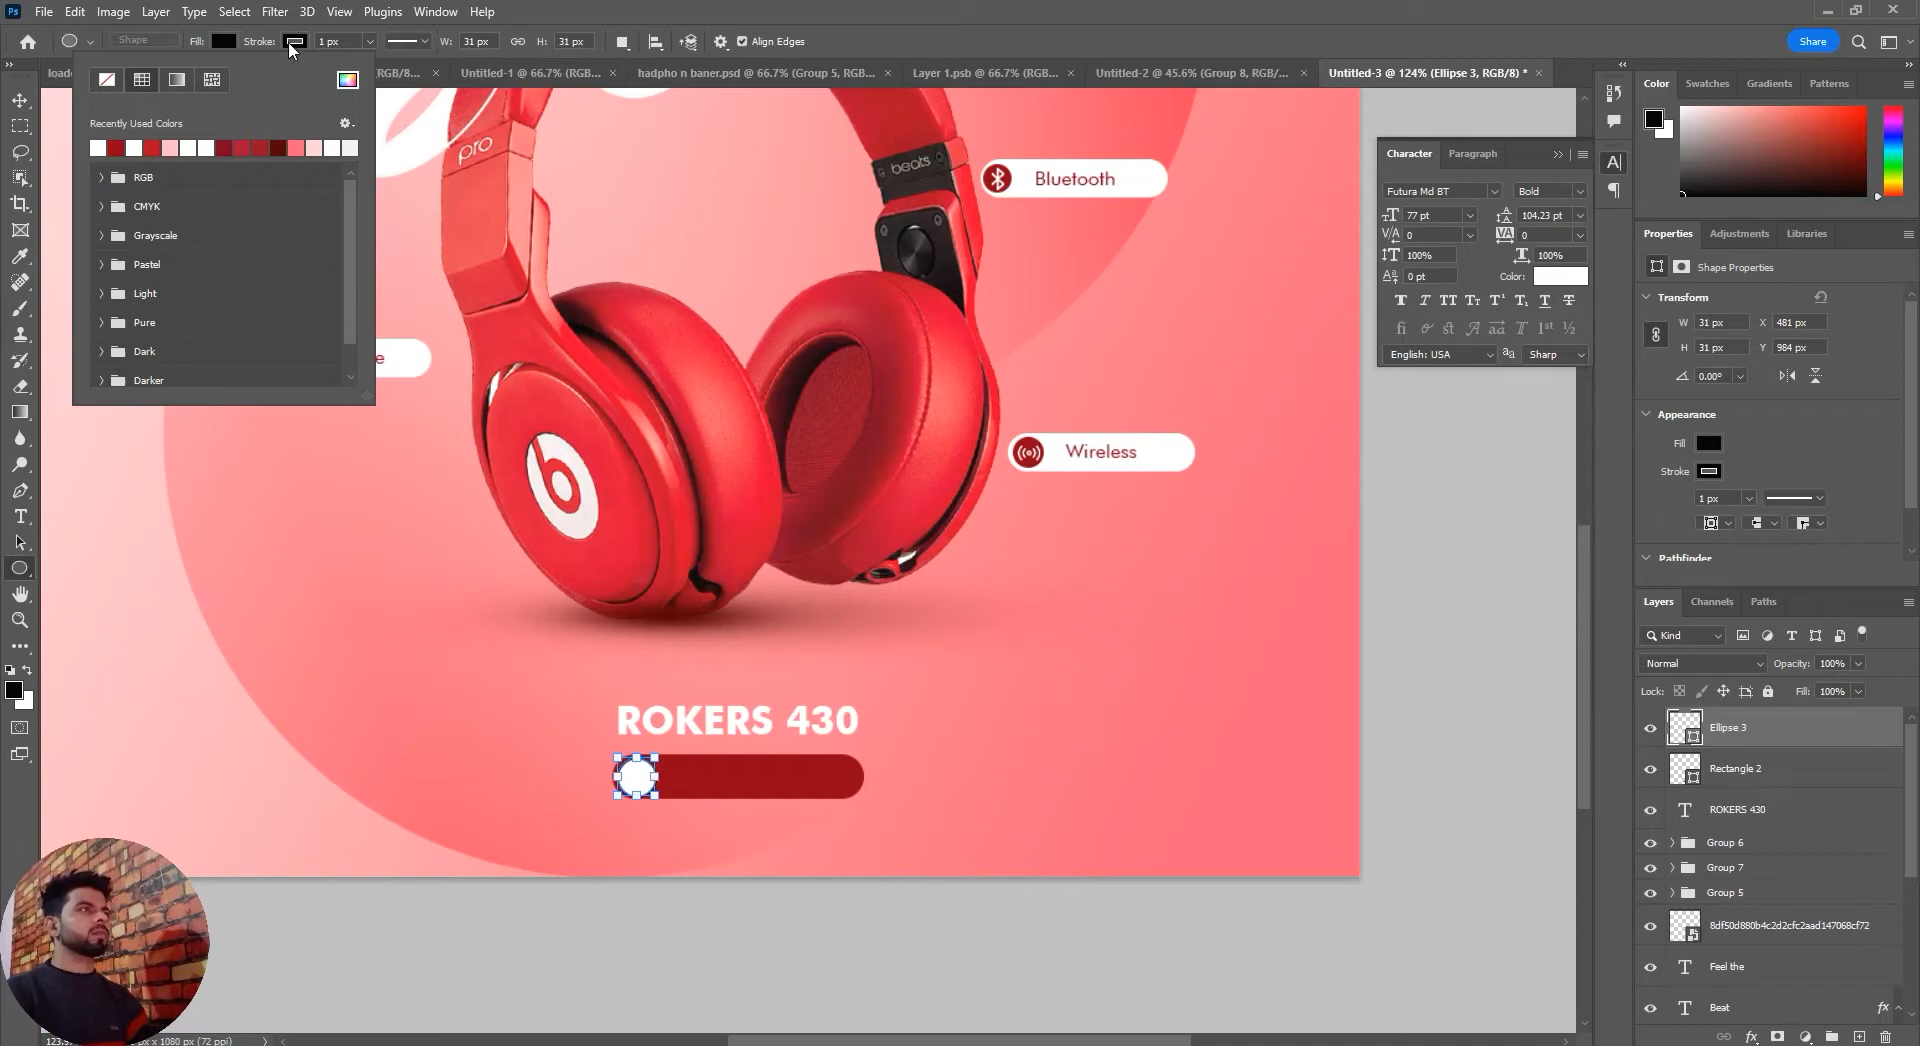 Ps File Edit Image Layer Type Select Filter 3D View Plugins Window Help
Shape Fill: Stroke: 1 px W: 31 px H: 31 px Align Edges Share
(RGB/8... × Untitled-1 @ 66.7% (RGB... × hadpho n baner.psd @ 66.7% (Group 5, RGB... × Layer 1.psb @ 66.7% (RGB... × Untitled-2 @ 45.6% (Group 8, RGB/... × Untitled-3 @ 124% (Ellipse 3, RGB/8) * ×
Recently Used Colors
RGB
CMYK
Grayscale
Pastel
Light
Pure
Dark
Darker
pro
beats
Bluetooth
e
Wireless
b
ROKERS 430
Character Paragraph
Futura Md BT Bold
77 pt 104.23 pt
0 0
100% 100%
0 pt Color:
English: USA aa Sharp
Color Swatches Gradients Patterns
Properties Adjustments Libraries
Shape Properties
Transform
W 31 px X 481 px
H 31 px Y 984 px
0.00°
Appearance
Fill
Stroke
1 px
Pathfinder
Layers Channels Paths
Kind
Normal Opacity: 100%
Lock: Fill: 100%
Ellipse 3
Rectangle 2
ROKERS 430
Group 6
Group 7
Group 5
8df50d880b4c2d2cfc2aad147068cf72
Feel the
Beat fx
px x 1080 px (72 ppi)